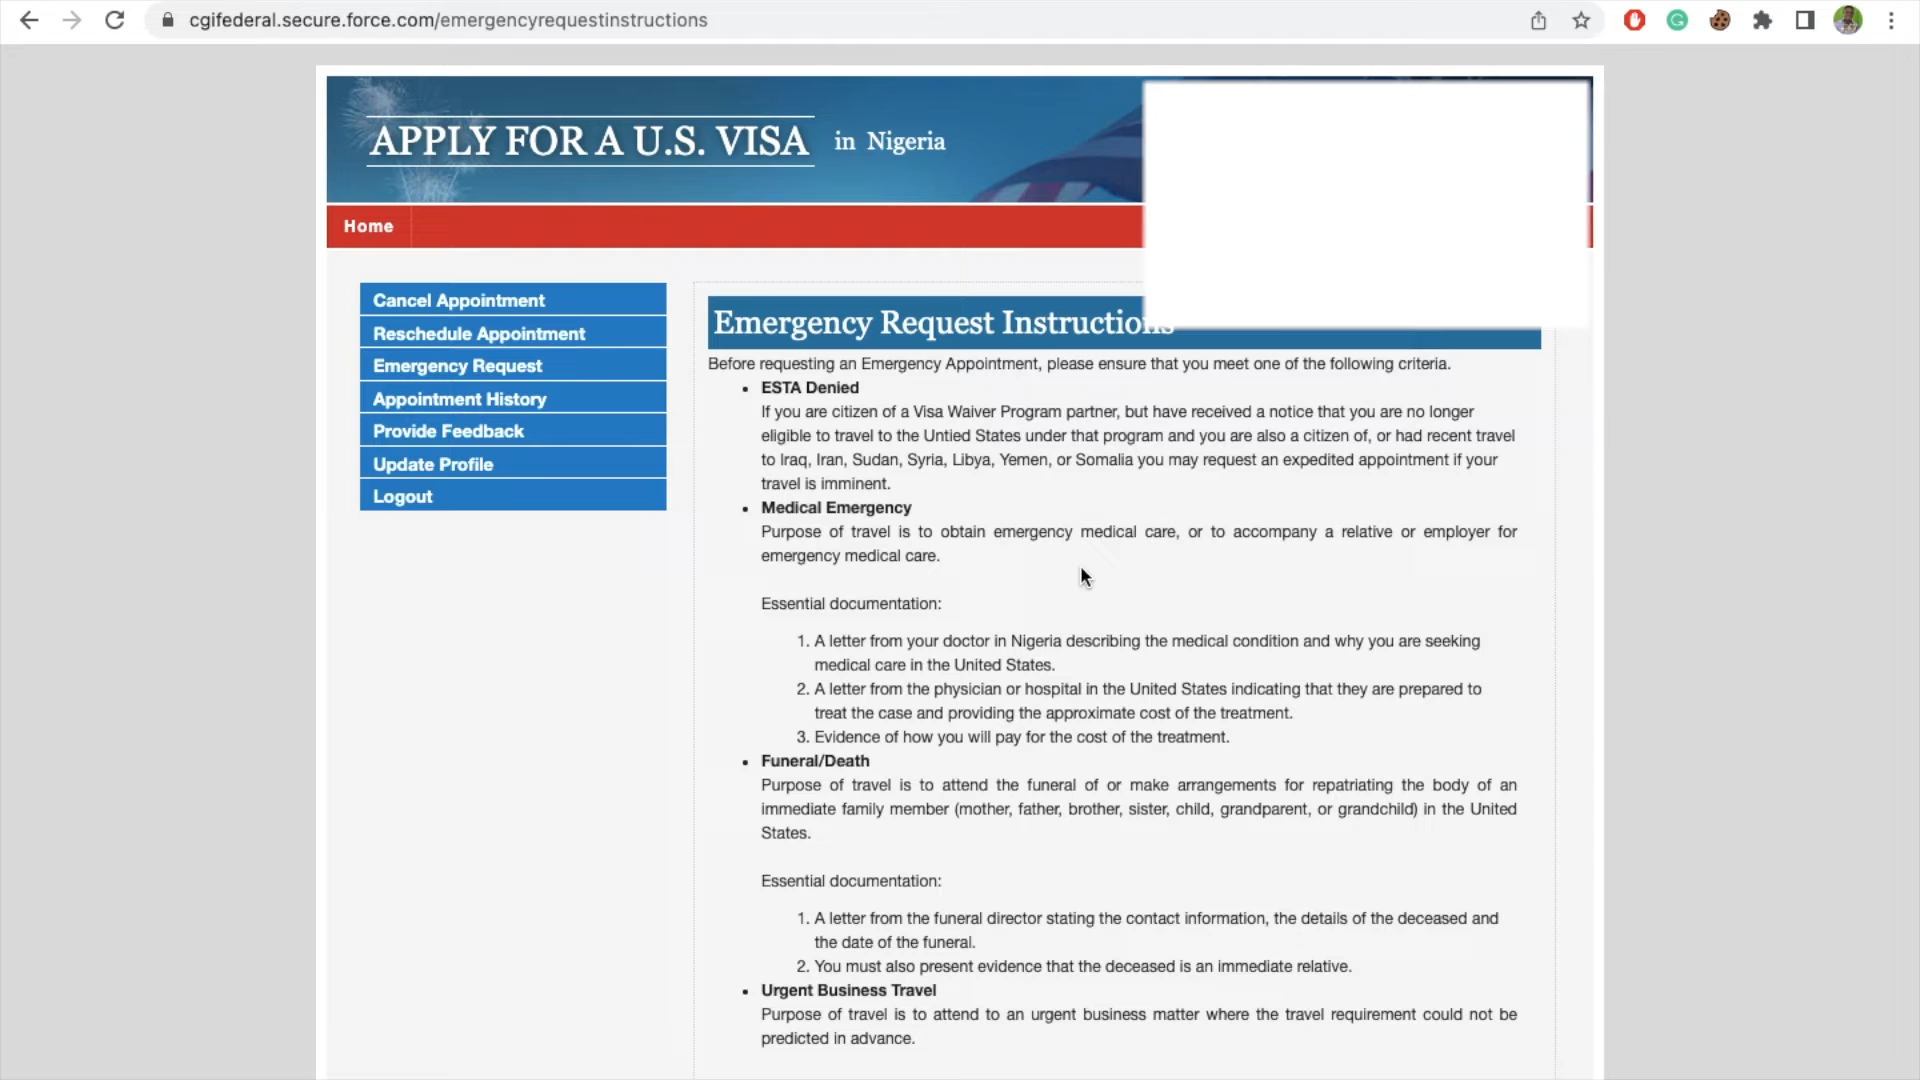 cgifederal.secure.force.com/emergencyrequestinstructions
APPLY FOR A U.S. VISA in Nigeria
Home
Cancel Appointment
Reschedule Appointment
Emergency Request
Appointment History
Provide Feedback
Update Profile
Logout
Emergency Request Instructions
Before requesting an Emergency Appointment, please ensure that you meet one of the following criteria.
• ESTA Denied
If you are citizen of a Visa Waiver Program partner, but have received a notice that you are no longer
eligible to travel to the Untied States under that program and you are also a citizen of, or had recent travel
to Iraq, Iran, Sudan, Syria, Libya, Yemen, or Somalia you may request an expedited appointment if your
travel is imminent.
• Medical Emergency
Purpose of travel is to obtain emergency medical care, or to accompany a relative or employer for
emergency medical care.
Essential documentation:
1. A letter from your doctor in Nigeria describing the medical condition and why you are seeking
medical care in the United States.
2. A letter from the physician or hospital in the United States indicating that they are prepared to
treat the case and providing the approximate cost of the treatment.
3. Evidence of how you will pay for the cost of the treatment.
• Funeral/Death
Purpose of travel is to attend the funeral of or make arrangements for repatriating the body of an
immediate family member (mother, father, brother, sister, child, grandparent, or grandchild) in the United
States.
Essential documentation:
1. A letter from the funeral director stating the contact information, the details of the deceased and
the date of the funeral.
2. You must also present evidence that the deceased is an immediate relative.
• Urgent Business Travel
Purpose of travel is to attend to an urgent business matter where the travel requirement could not be
predicted in advance.